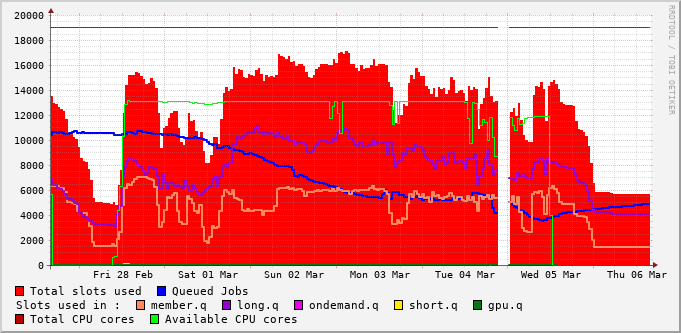 RRDTOOL / TOBI OETIKER
20000
18000
16000
14000
12000
10000
8000
6000
4000
2000
0
Fri 28 Feb Sat 01 Mar Sun 02 Mar Mon 03 Mar Tue 04 Mar Wed 05 Mar Thu 06 Mar
Total slots used Queued Jobs
Slots used in : member.q long.q ondemand.q short.q gpu.q
Total CPU cores Available CPU cores